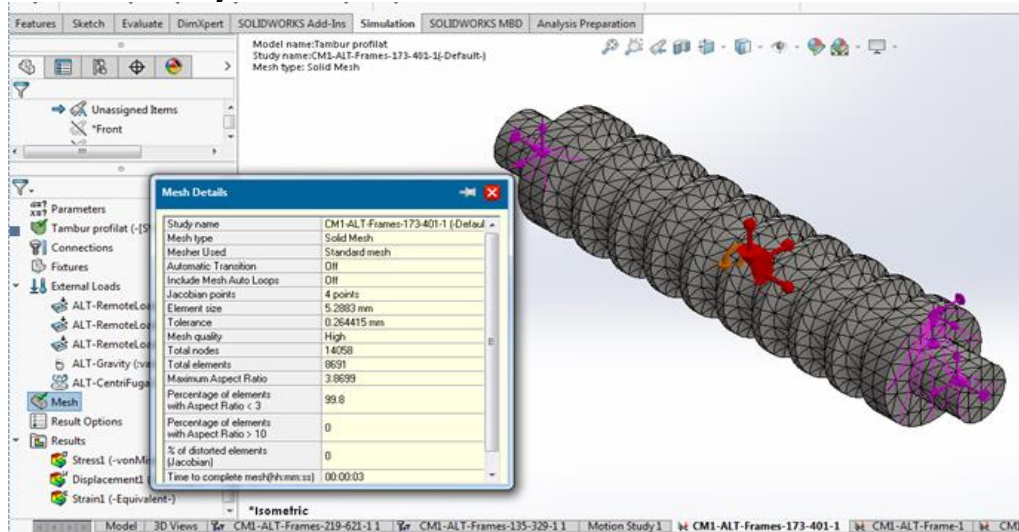 Features Sketch Evaluate DimXpert SOLIDWORKS Add-Ins Simulation SOLIDWORKS MBD Analysis Preparation
Model name:Tambur profilat
Study name:CM1-ALT-Frames-173-401-1(-Default-)
Mesh type: Solid Mesh
Unassigned Items
*Front
Parameters
Tambur profilat
Connections
Fixtures
External Loads
ALT-RemoteLoa
ALT-RemoteLoa
ALT-RemoteLoa
ALT-Gravity (:va
ALT-CentriFuga
Mesh
Result Options
Results
Stress1 (-vonMis
Displacement1
Strain1 (-Equivalent-)
Mesh Details
Study name CM1-ALT-Frames-173-401-1 (-Defaul
Mesh type Solid Mesh
Mesher Used Standard mesh
Automatic Transition Off
Include Mesh Auto Loops Off
Jacobian points 4 points
Element size 5.2883 mm
Tolerance 0.264415 mm
Mesh quality High
Total nodes 14058
Total elements 8691
Maximum Aspect Ratio 3.8699
Percentage of elements
with Aspect Ratio < 3 99.8
Percentage of elements
with Aspect Ratio > 10 0
% of distorted elements
(Jacobian) 0
Time to complete mesh(hh:mm:ss) 00:00:03
*Isometric
Model 3D Views CM1-ALT-Frames-219-621-1 1 CM1-ALT-Frames-135-329-1 1 Motion Study 1 CM1-ALT-Frames-173-401-1 CM1-ALT-Frame-1 CM